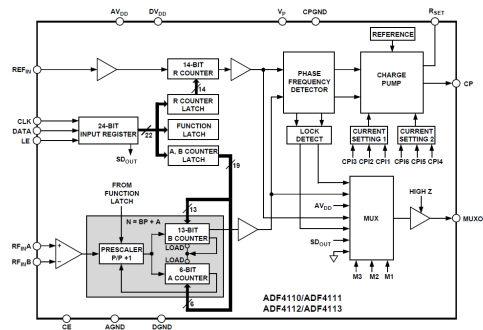 AVDD
DVDD
VP
CPGND
RSET
REFERENCE
REFIN
14-BIT
R COUNTER
14
PHASE
FREQUENCY
DETECTOR
CHARGE
PUMP
CP
R COUNTER
LATCH
CLK
DATA
LE
24-BIT
INPUT REGISTER
22
FUNCTION
LATCH
SDOUT
A, B COUNTER
LATCH
19
LOCK
DETECT
CURRENT
SETTING 1
CURRENT
SETTING 2
CPI3 CPI2 CPI1
CPI6 CPI5 CPI4
FROM
FUNCTION
LATCH
13
N = BP + A
13-BIT
B COUNTER
LOAD
LOAD
6-BIT
A COUNTER
6
PRESCALER
P/P +1
RFINA
RFINB
+
−
AVDD
SDOUT
MUX
HIGH Z
MUXO
M3 M2 M1
CE
AGND
DGND
ADF4110/ADF4111
ADF4112/ADF4113